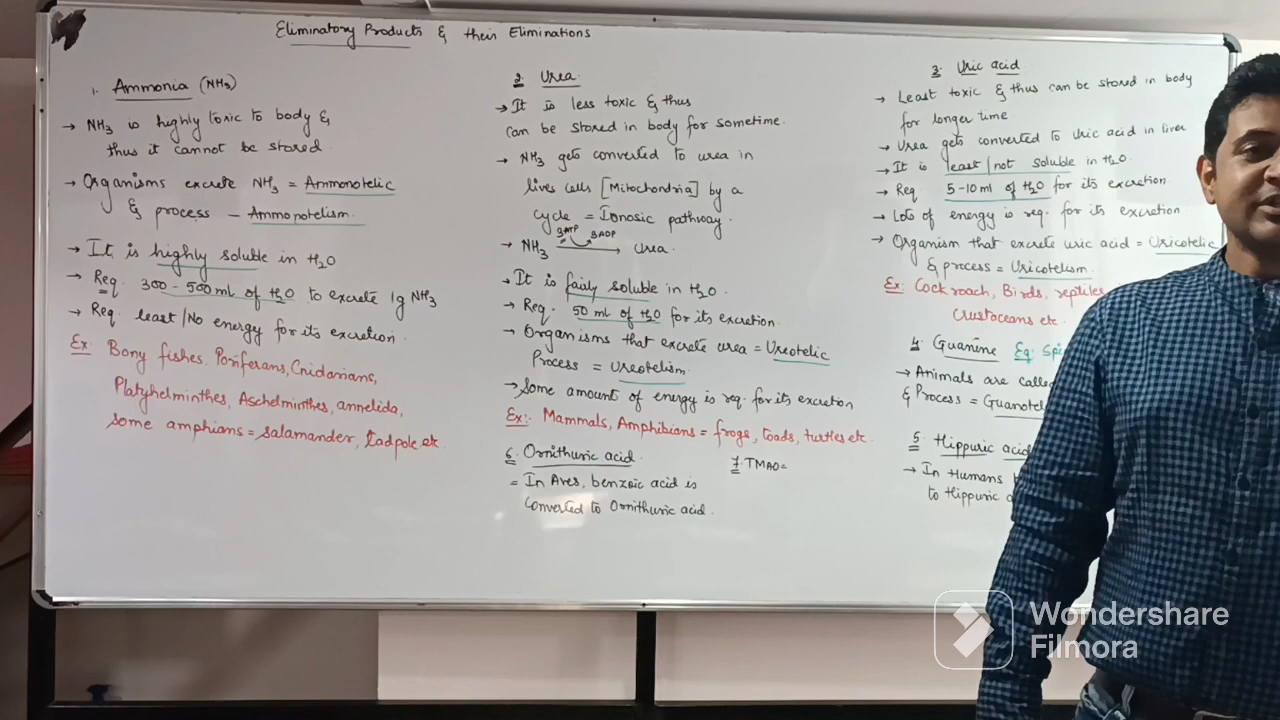 Eliminatory Products & their Eliminations
1. Ammonia (NH3)
→ NH3 is highly toxic to body &
thus it cannot be stored.
→ Organisms excrete NH3 = Ammonotelic
& process - Ammonotelism.
→ It is highly soluble in H2O
→ Req. 300 - 500 ml of H2O to excrete 1g NH3
→ Req. least/No energy for its excretion.
Ex: Bony fishes. Poriferans, Cnidarians,
Platyhelminthes, Aschelminthes, annelida,
some amphians = salamander, tadpole etc.
2. Urea
→ It is less toxic & thus
can be stored in body for sometime.
→ NH3 gets converted to urea in
lives cells [Mitochondria] by a
cycle = Ionosic pathway.
3ATP 3ADP
→ NH3 → Urea.
→ It is fairly soluble in H2O.
→ Req. 50 ml of H2O for its excretion.
→ Organisms that excrete urea = Ureotelic
Process = Ureotelism.
→ Some amounts of energy is req. for its excretion
Ex:- Mammals, Amphibians = frogs, toads, turtles etc.
6. Ornithuric acid.
= In Aves, benzoic acid is
converted to Ornithuric acid.
7. TMAO=
3. Uric acid
→ Least toxic & thus can be stored in body
for longer time
→ Urea gets converted to Uric acid in liver
→ It is least/not soluble in H2O.
→ Req 5-10 ml of H2O for its excretion.
→ Lots of energy is req. for its excretion
→ Organism that excrete uric acid = Uricotelic
& process = Uricotelism.
Ex: Cockroach, Birds, reptiles
Crustoceans etc.
4. Guanine Eg: Spi
→ Animals are called
& Process = Guanotel
5. Hippuric acid
→ In Humans
to Hippuric
Wondershare
Filmora